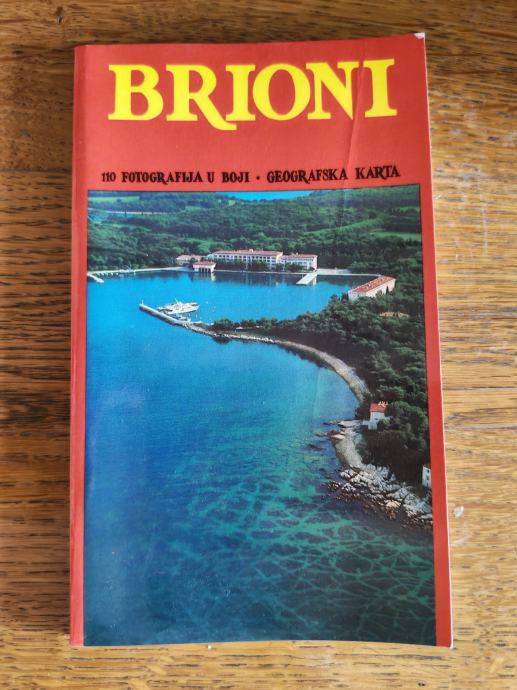 BRIONI
110 FOTOGRAFIJA U BOJI · GEOGRAFSKA KARTA